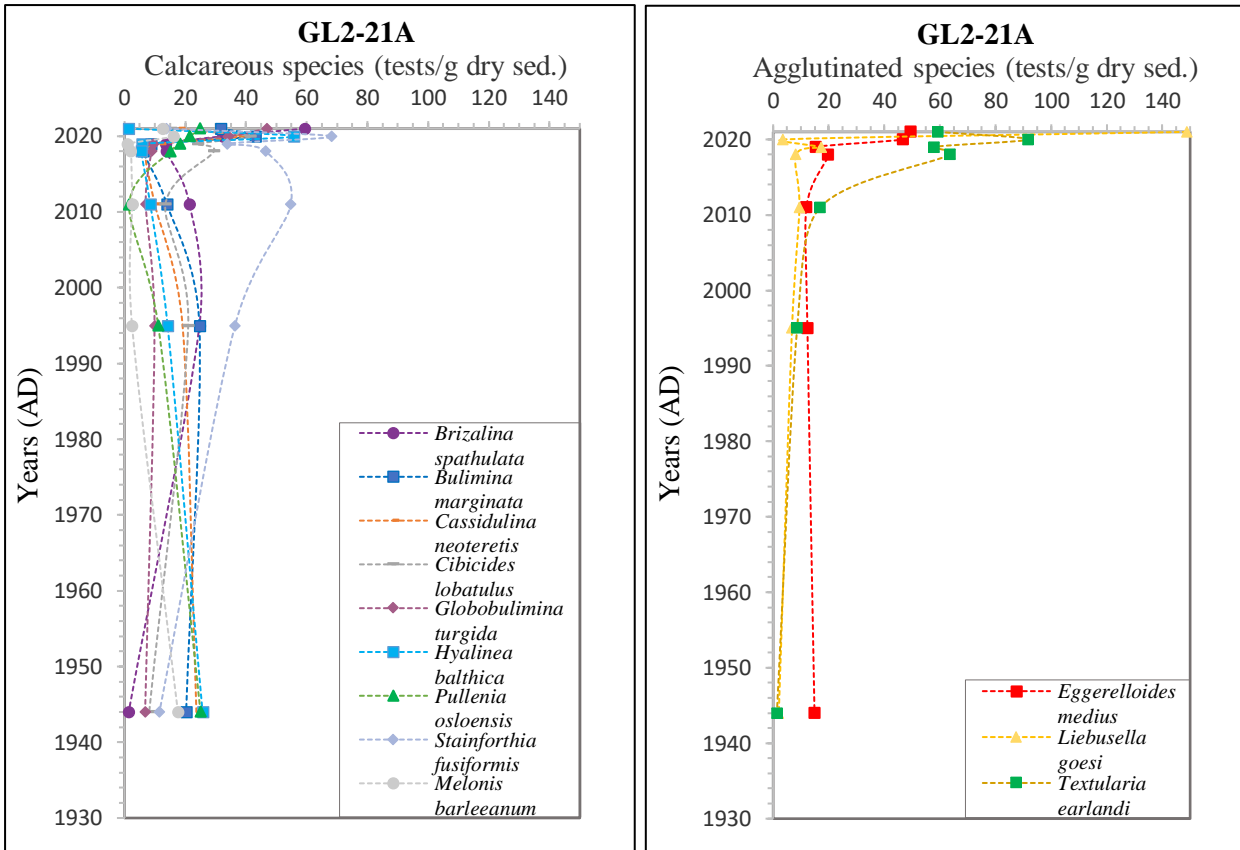 GL2-21A
Calcareous species (tests/g dry sed.)
0 20 40 60 80 100 120 140
2020
2010
2000
1990
1980
1970
1960
1950
1940
1930
Years (AD)
Brizalina
spathulata
Bulimina
marginata
Cassidulina
neoteretis
Cibicides
lobatulus
Globobulimina
turgida
Hyalinea
balthica
Pullenia
osloensis
Stainforthia
fusiformis
Melonis
barleeanum
GL2-21A
Agglutinated species (tests/g dry sed.)
0 20 40 60 80 100 120 140
2020
2010
2000
1990
1980
1970
1960
1950
1940
1930
Years (AD)
Eggerelloides
medius
Liebusella
goesi
Textularia
earlandi